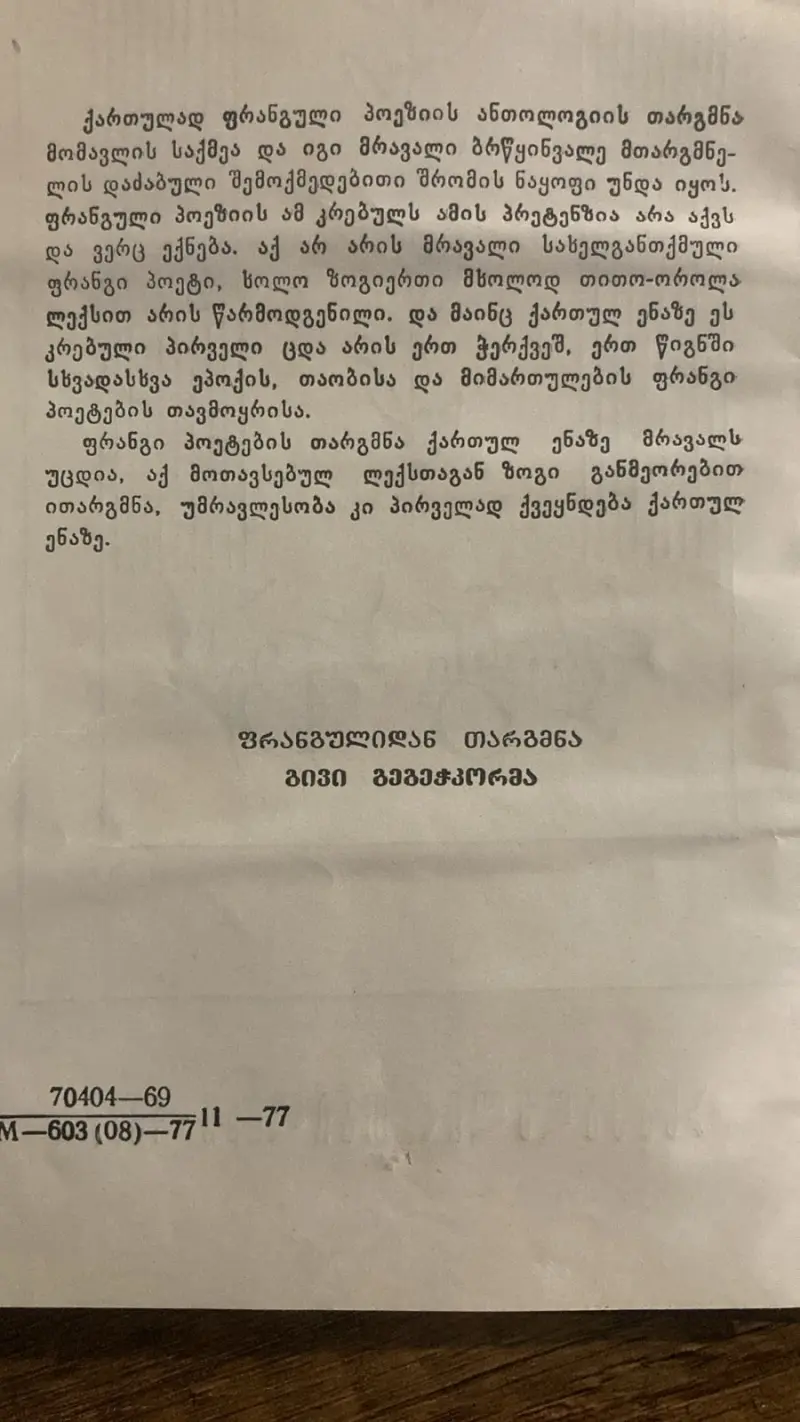 ქართულად ფრანგული პოეზიის ანთოლოგიის თარგმნა
მომავლის საქმეა და იგი მრავალი ბრწყინვალე მთარგმნე-
ლის დაძაბული შემოქმედებითი შრომის ნაყოფი უნდა იყოს.
ფრანგული პოეზიის ამ კრებულს ამის პრეტენზია არა აქვს
და ვერც ექნება. აქ არ არის მრავალი სახელგანთქმული
ფრანგი პოეტი, ხოლო ზოგიერთი მხოლოდ თითო-ოროლა
ლექსით არის წარმოდგენილი. და მაინც ქართულ ენაზე ეს
კრებული პირველი ცდა არის ერთ ჭერქვეშ, ერთ წიგნში
სხვადასხვა ეპოქის, თაობისა და მიმართულების ფრანგი
პოეტების თავმოყრისა.
ფრანგი პოეტების თარგმნა ქართულ ენაზე მრავალს
უცდია, აქ მოთავსებულ ლექსთაგან ზოგი განმეორებით
ითარგმნა, უმრავლესობა კი პირველად ქვეყნდება ქართულ
ენაზე.
ფრანგულიდან თარგმნა
გივი გეგეჭკორმა
70404—69
М—603 (08)—77 11 —77